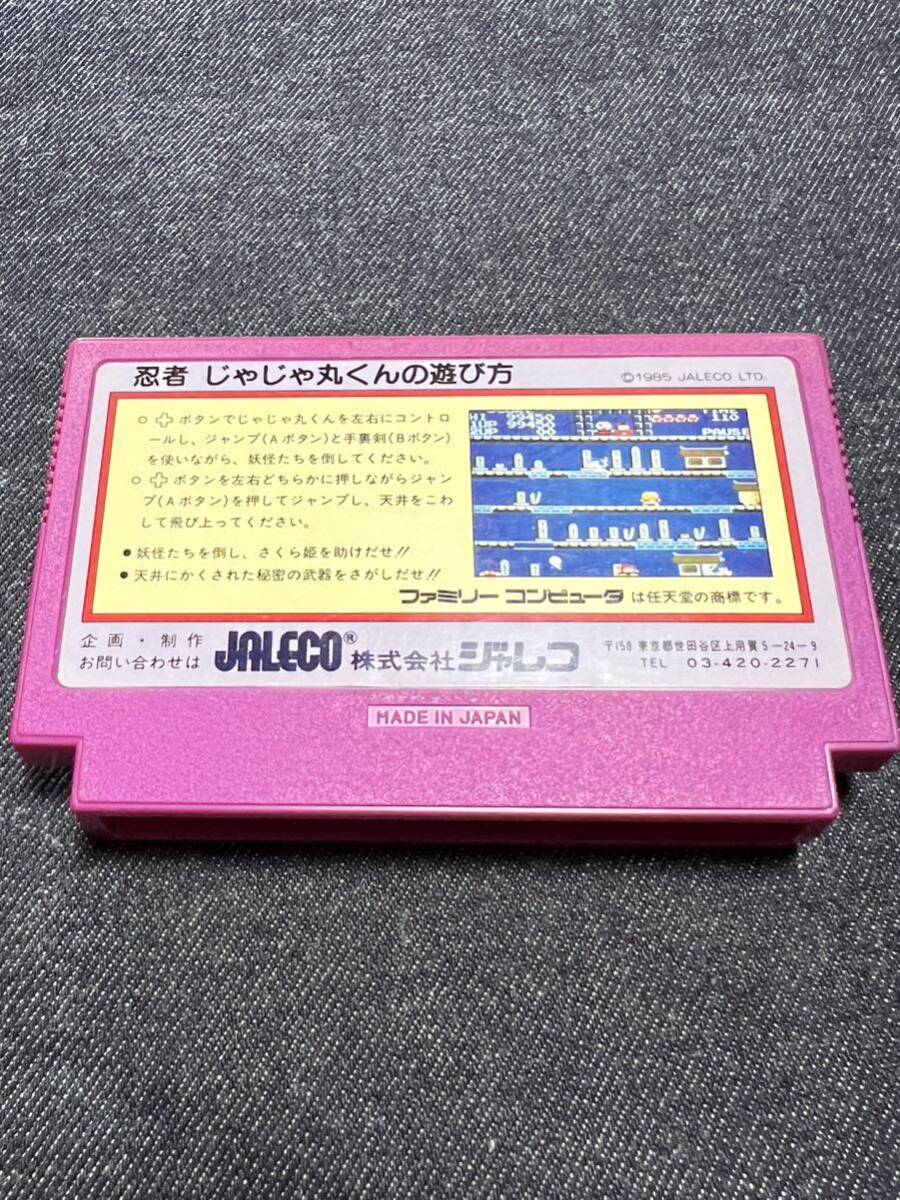 忍者 じゃじゃ丸くんの遊び方
©1985 JALECO LTD.
○ ✚ボタンでじゃじゃ丸くんを左右にコントロ
ールし、ジャンプ(Aボタン)と手裏剣(Bボタン)
を使いながら、妖怪たちを倒してください。
○ ✚ボタンを左右どちらかに押しながらジャン
プ(Aボタン)を押してジャンプし、天井をこわ
して飛び上ってください。
● 妖怪たちを倒し、さくら姫を助けだせ!!
● 天井にかくされた秘密の武器をさがしだせ!!
HI 99450
1UP 99450
2UP 00
TIME
110
PAUSE
ファミリー コンピュータ は任天堂の商標です。
企画・制作
お問い合わせは
JALECO® 株式会社ジャレコ
〒158 東京都世田谷区上用賀5-24-9
TEL 03-420-2271
MADE IN JAPAN